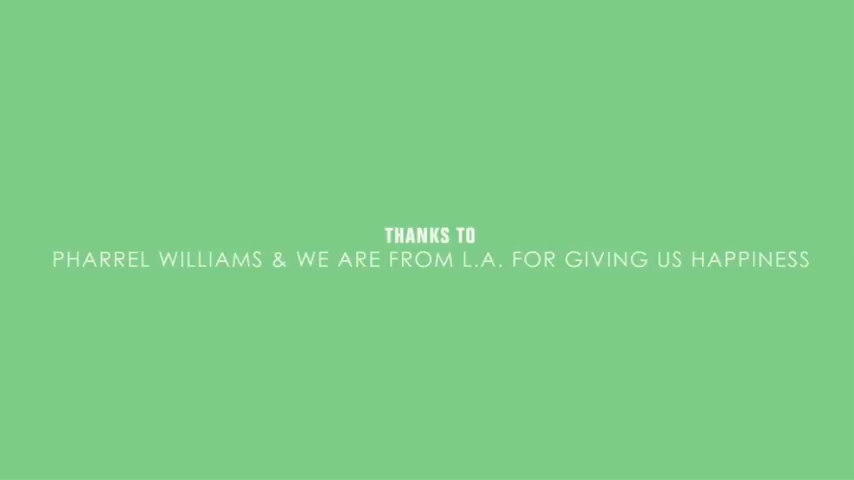 THANKS TO
PHARREL WILLIAMS & WE ARE FROM L.A. FOR GIVING US HAPPINESS